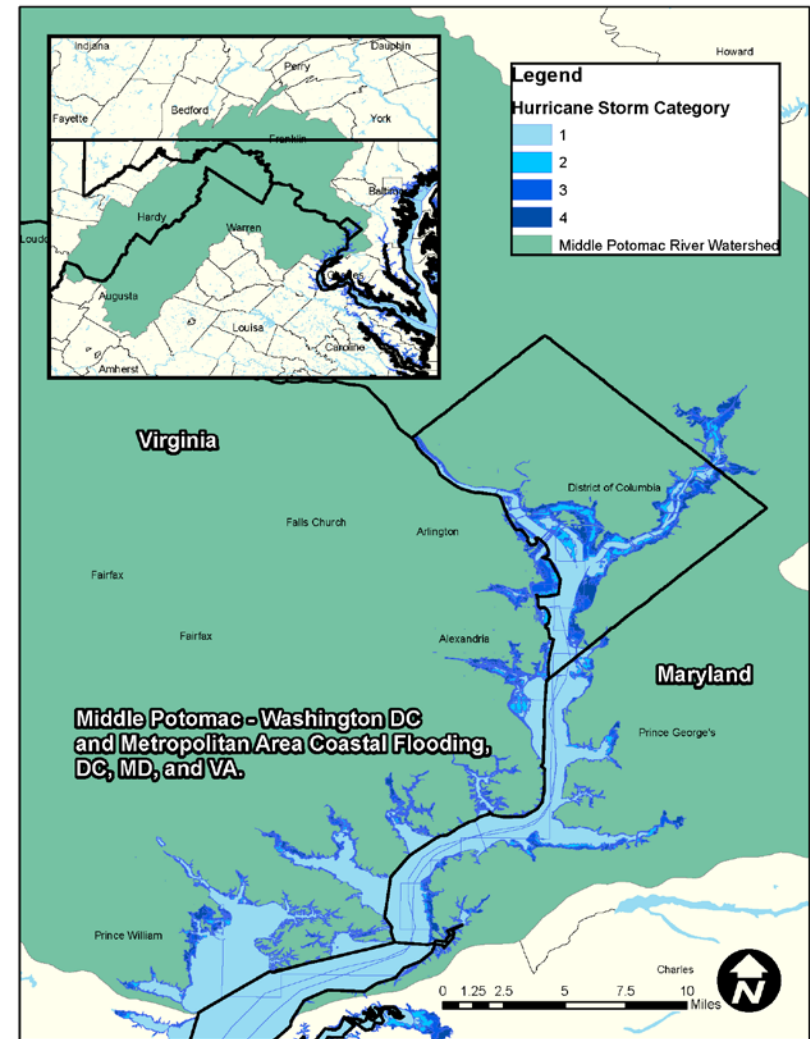 Indiana
Dauphin
Perry
Bedford
Fayette
York
Franklin
Hardy
Warren
Augusta
Louisa
Caroline
Amherst
Howard
Legend
Hurricane Storm Category
1
2
3
4
Middle Potomac River Watershed
Virginia
District of Columbia
Falls Church
Arlington
Fairfax
Fairfax
Alexandria
Maryland
Middle Potomac - Washington DC
and Metropolitan Area Coastal Flooding,
DC, MD, and VA.
Prince George's
Prince William
Charles
N
0 1.25 2.5 5 7.5 10
Miles